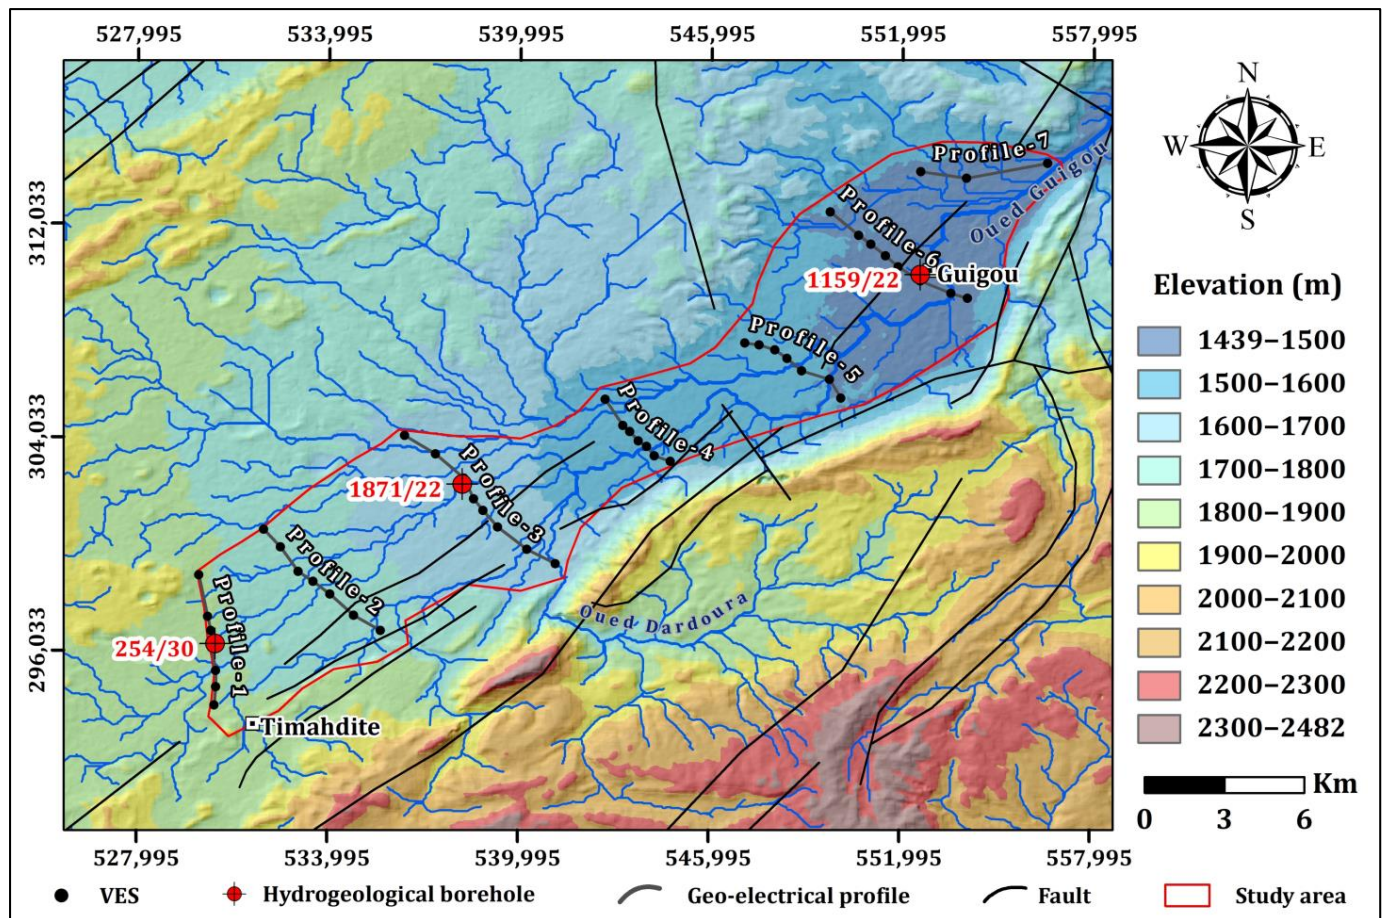 527,995 533,995 539,995 545,995 551,995 557,995
N
W E
S
312,033
304,033
296,033
Profile-7
Oued Guigou
Profile-6
1159/22
Guigou
Profile-5
Profile-4
1871/22
Profile-3
Profile-2
Oued Dardoura
Profile-1
254/30
Timahdite
Elevation (m)
1439–1500
1500–1600
1600–1700
1700–1800
1800–1900
1900–2000
2000–2100
2100–2200
2200–2300
2300–2482
Km
0 3 6
527,995 533,995 539,995 545,995 551,995 557,995
VES Hydrogeological borehole Geo-electrical profile Fault Study area